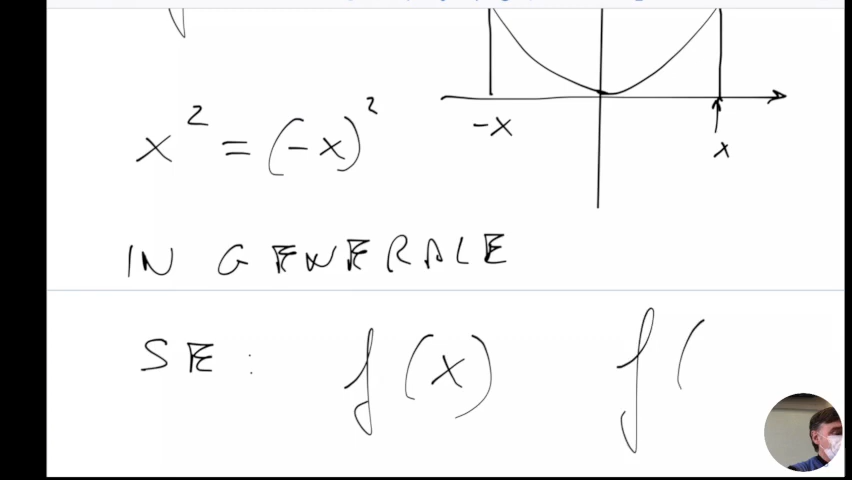 -x
x
x² = (-x)²
IN GENERALE
SE: f(x) f(